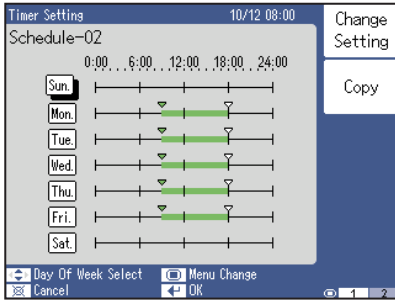 Timer Setting 10/12 08:00
Schedule-02
0:00 6:00 12:00 18:00 24:00
Sun.
Mon.
Tue.
Wed.
Thu.
Fri.
Sat.
Change
Setting
Copy
Day Of Week Select Menu Change
Cancel OK
1 2